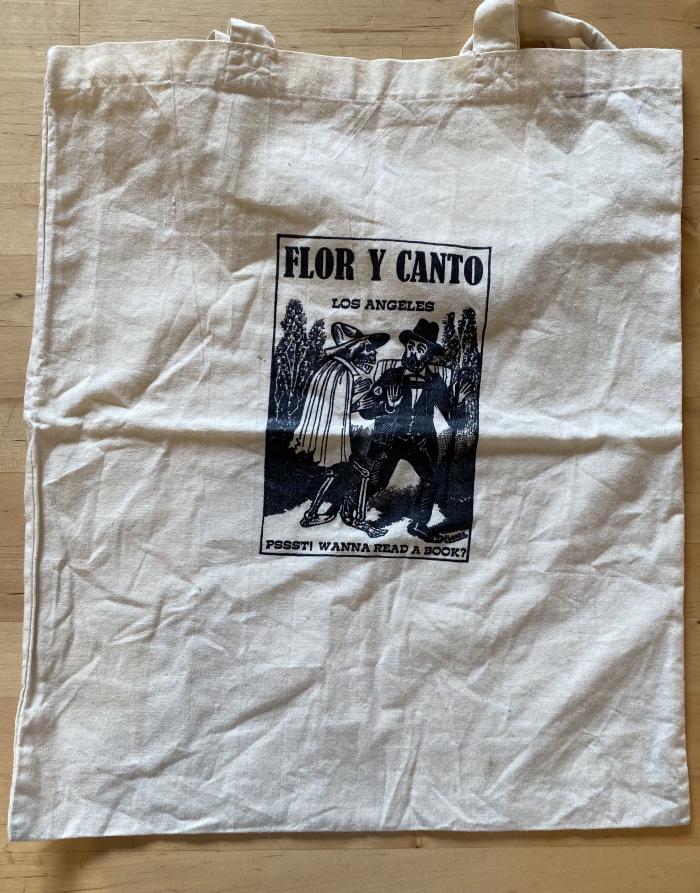 FLOR Y CANTO
LOS ANGELES
PSSST! WANNA READ A BOOK?